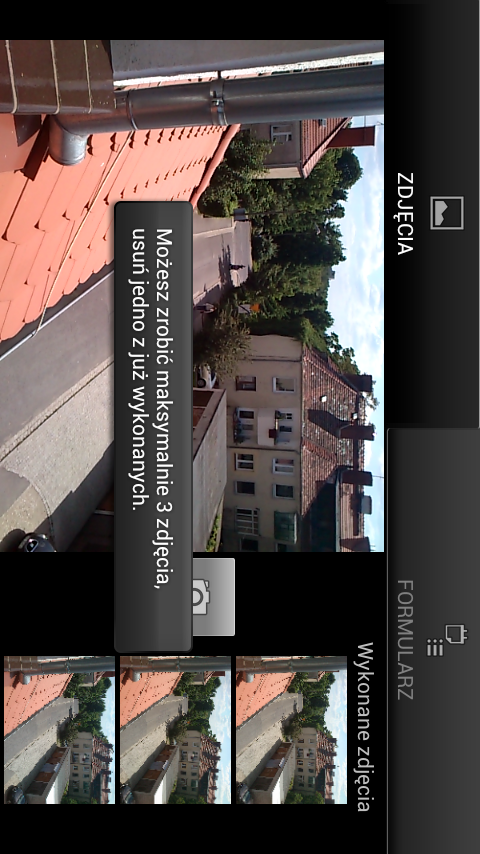 ZDJĘCIA
FORMULARZ
Wykonane zdjęcia
Możesz zrobić maksymalnie 3 zdjęcia,
usuń jedno z już wykonanych.